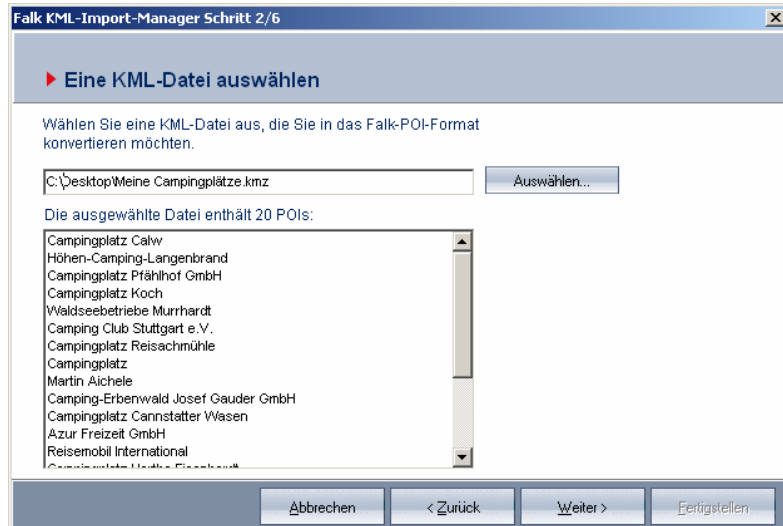 Falk KML-Import-Manager Schritt 2/6
Eine KML-Datei auswählen
Wählen Sie eine KML-Datei aus, die Sie in das Falk-POI-Format
konvertieren möchten.
C:\Desktop\Meine Campingplätze.kmz
Auswählen...
Die ausgewählte Datei enthält 20 POIs:
Campingplatz Calw
Höhen-Camping-Langenbrand
Campingplatz Pfählhof GmbH
Campingplatz Koch
Waldseebetriebe Murrhardt
Camping Club Stuttgart e.V.
Campingplatz Reisachmühle
Campingplatz
Martin Aichele
Camping-Erbenwald Josef Gauder GmbH
Campingplatz Cannstatter Wasen
Azur Freizeit GmbH
Reisemobil International
Campingplatz
Abbrechen
< Zurück
Weiter >
Fertigstellen